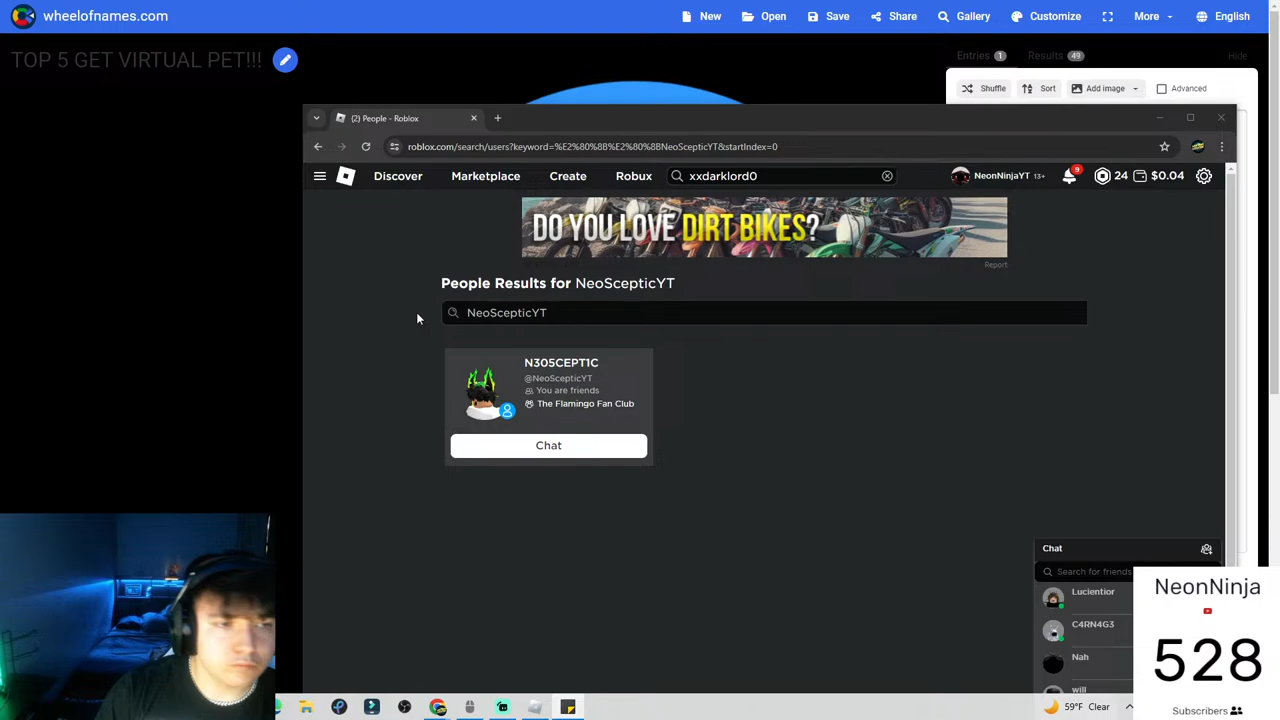 wheelofnames.com
New
Open
Save
Share
Gallery
Customize
More
English
TOP 5 GET VIRTUAL PET!!!
Entries 1
Results 49
Hide
Shuffle
Sort
Add image
Advanced
(2) People - Roblox
roblox.com/search/users?keyword=%E2%80%8B%E2%80%8BNeoScepticYT&startIndex=0
Discover
Marketplace
Create
Robux
xxdarklord0
NeonNinjaYT 13+
9
24
$0.04
DO YOU LOVE DIRT BIKES?
Report
People Results for NeoScepticYT
NeoScepticYT
N305CEPT1C
@NeoScepticYT
You are friends
The Flamingo Fan Club
Chat
Chat
Search for friends
Lucientior
C4RN4G3
Nah
will
NeonNinja
528
Subscribers
59°F Clear